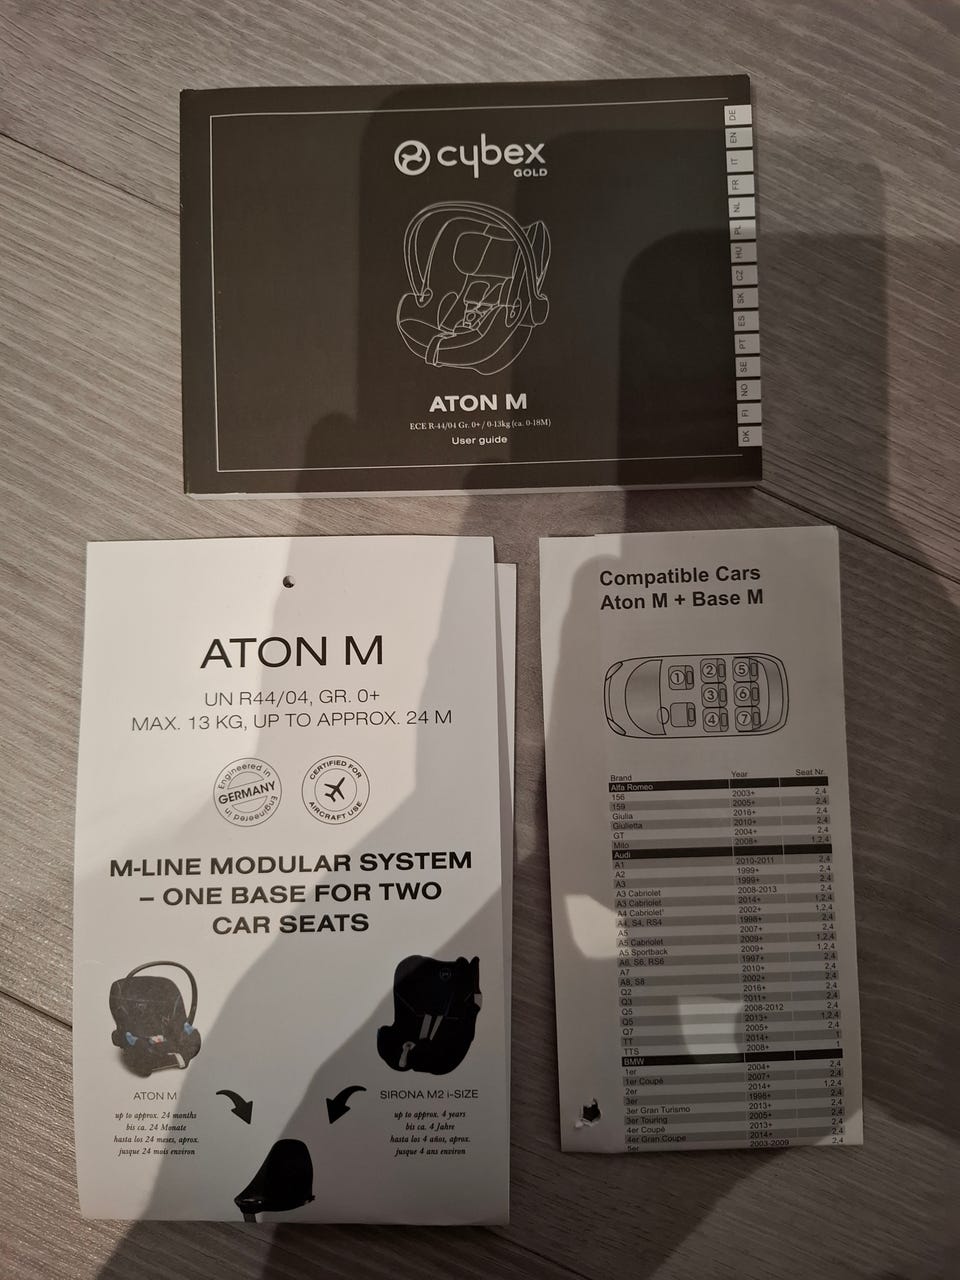 cybex
GOLD
ATON M
ECE R-44/04 Gr. 0+ / 0-13kg (ca. 0-18M)
User guide
DE
EN
IT
FR
NL
PL
HU
CZ
SK
ES
PT
SE
NO
FI
DK
ATON M
UN R44/04, GR. 0+
MAX. 13 KG, UP TO APPROX. 24 M
Engineered in
GERMANY
Engineered in
CERTIFIED FOR
AIRCRAFT USE
M-LINE MODULAR SYSTEM
– ONE BASE FOR TWO
CAR SEATS
ATON M
up to approx. 24 months
bis ca. 24 Monate
hasta los 24 meses, aprox.
jusque 24 mois environ
SIRONA M2 i-SIZE
up to approx. 4 years
bis ca. 4 Jahre
hasta los 4 años, aprox.
jusque 4 ans environ
Compatible Cars
Aton M + Base M
1 2 3 4 5 6 7
Brand Year Seat Nr.
Alfa Romeo
156 2003+ 2,4
159 2005+ 2,4
Giulia 2016+ 2,4
Giulietta 2010+ 2,4
GT 2004+ 2,4
Mito 2008+ 1,2,4
Audi
A1 2010-2011 2,4
A2 1999+ 2,4
A3 1999+ 2,4
A3 Cabriolet 2008-2013 2,4
A3 Cabriolet 2014+ 1,2,4
A4 Cabriolet* 2002+ 1,2,4
A4, S4, RS4 1998+ 2,4
A5 2007+ 2,4
A5 Cabriolet 2009+ 1,2,4
A5 Sportback 2009+ 1,2,4
A6, S6, RS6 1997+ 2,4
A7 2010+ 2,4
A8, S8 2002+ 2,4
Q2 2016+ 2,4
Q3 2011+ 2,4
Q5 2008-2012 2,4
Q5 2013+ 1,2,4
Q7 2005+ 2,4
TT 2014+ 1
TTS 2008+ 1
BMW
1er 2004+ 2,4
1er Coupé 2007+ 2,4
2er 2014+ 1,2,4
3er 1998+ 2,4
3er Gran Turismo 2013+ 2,4
3er Touring 2005+ 2,4
4er Coupé 2013+ 2,4
4er Gran Coupe 2014+ 2,4
5er 2003-2009 2,4